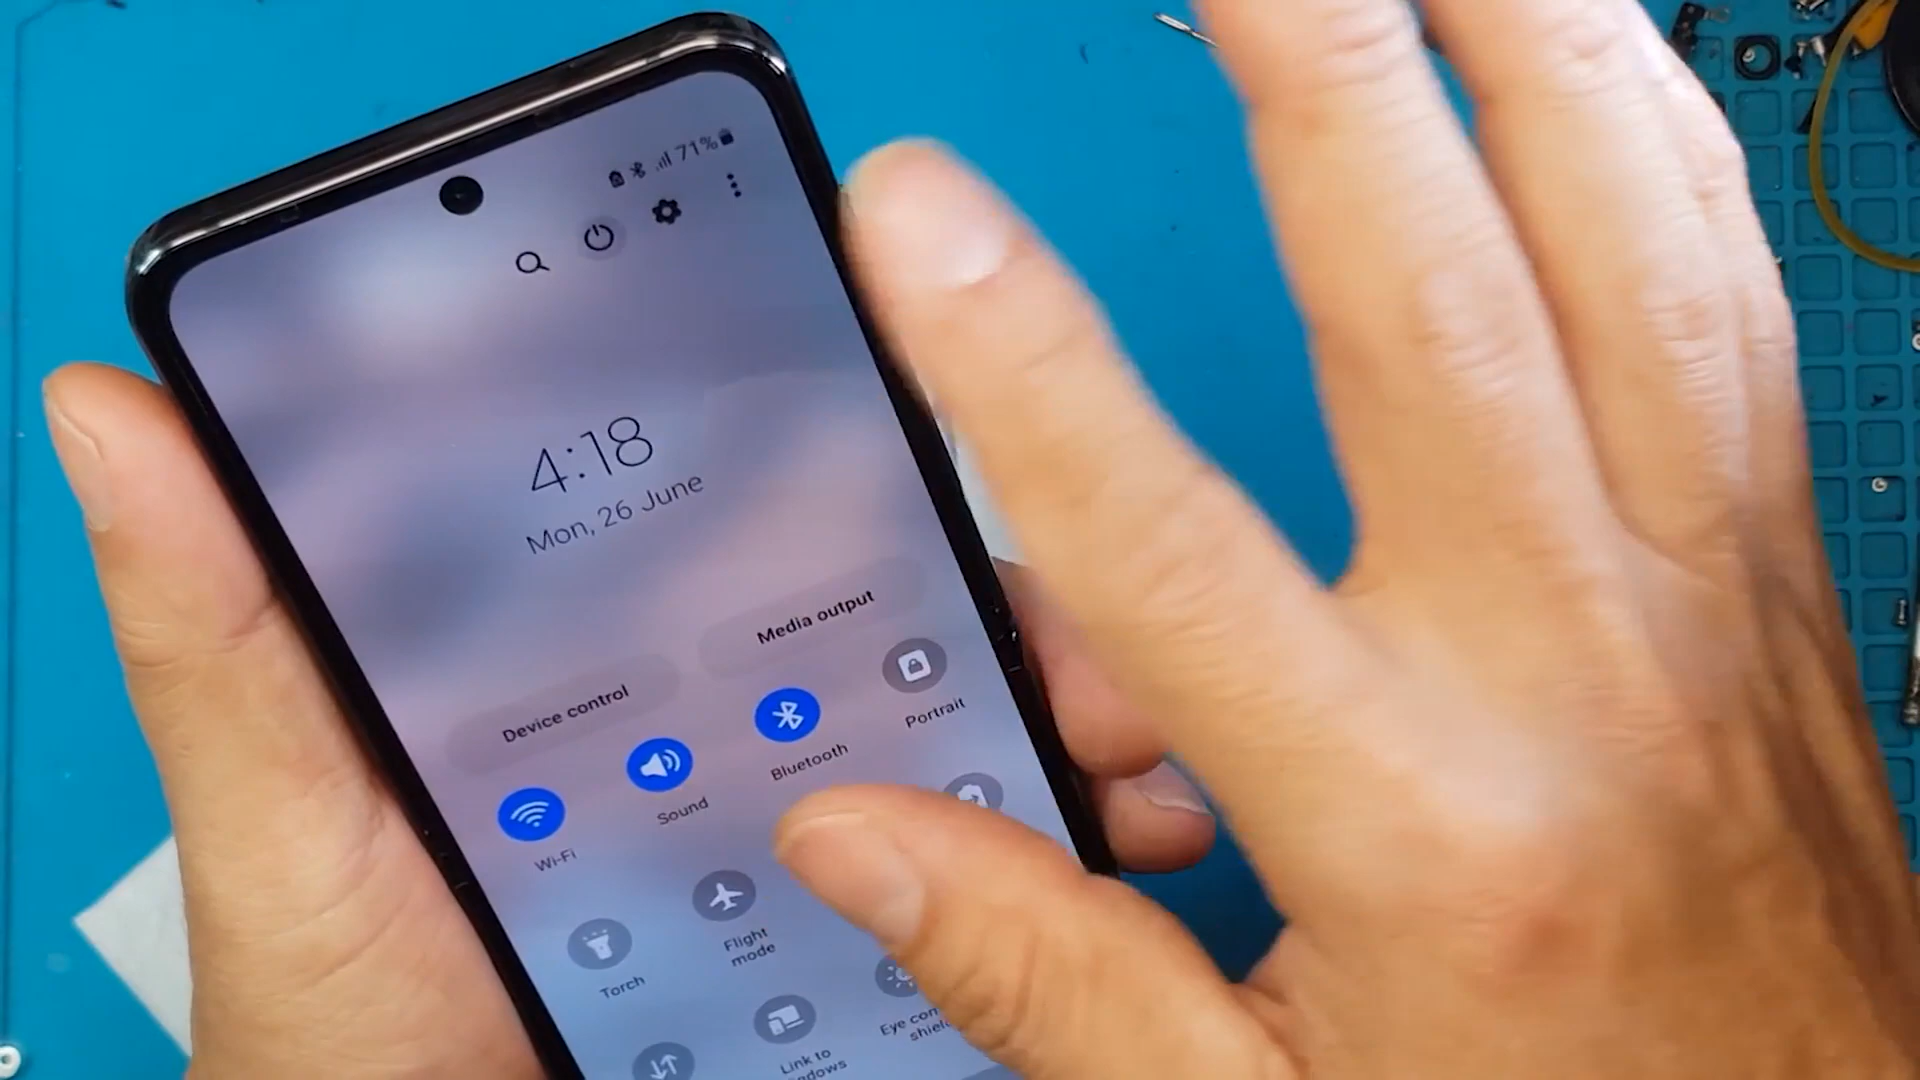 71%
4:18
Mon, 26 June
Device control
Media output
Wi-Fi
Sound
Bluetooth
Portrait
Torch
Flight
mode
Link to
Eye